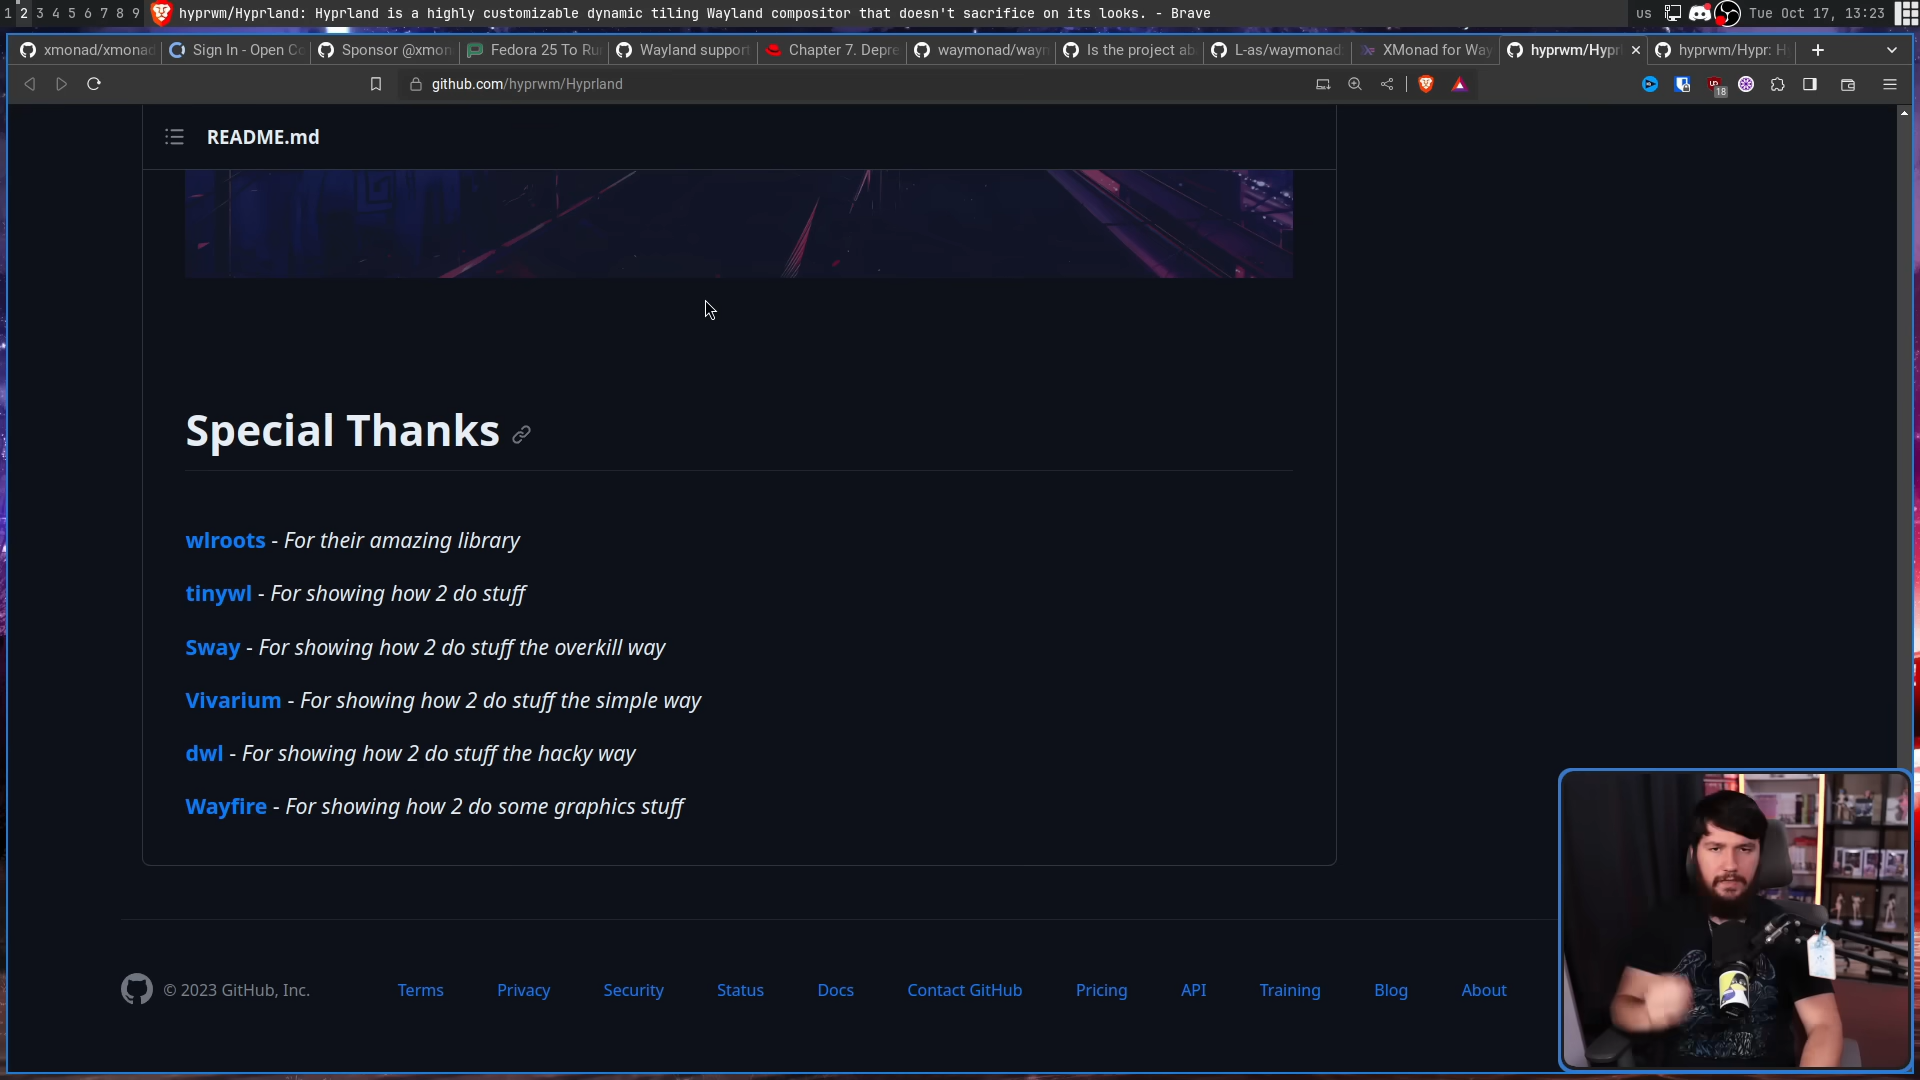 1 2 3 4 5 6 7 8 9 hyprwm/Hyprland: Hyprland is a highly customizable dynamic tiling Wayland compositor that doesn't sacrifice on its looks. - Brave us Tue Oct 17, 13:23
xmonad/xmonad Sign In - Open Co Sponsor @xmon Fedora 25 To Run Wayland support Chapter 7. Depre waymonad/waym Is the project ab L-as/waymonad XMonad for Way hyprwm/Hyprl hyprwm/Hypr: H
github.com/hyprwm/Hyprland 18
README.md
Special Thanks
wlroots - For their amazing library
tinywl - For showing how 2 do stuff
Sway - For showing how 2 do stuff the overkill way
Vivarium - For showing how 2 do stuff the simple way
dwl - For showing how 2 do stuff the hacky way
Wayfire - For showing how 2 do some graphics stuff
© 2023 GitHub, Inc. Terms Privacy Security Status Docs Contact GitHub Pricing API Training Blog About